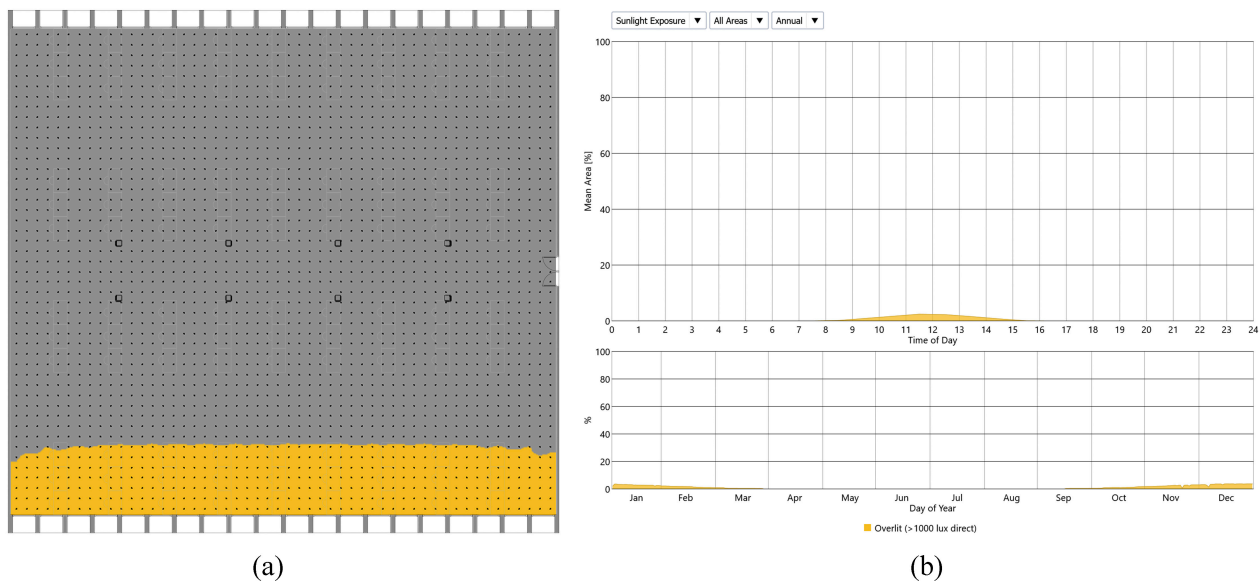 Sunlight Exposure ▼ All Areas ▼ Annual ▼
100
80
60
40
20
0
Mean Area [%]
0 1 2 3 4 5 6 7 8 9 10 11 12 13 14 15 16 17 18 19 20 21 22 23 24
Time of Day
100
80
60
40
20
0
%
Jan Feb Mar Apr May Jun Jul Aug Sep Oct Nov Dec
Day of Year
Overlit (>1000 lux direct)
(a) (b)